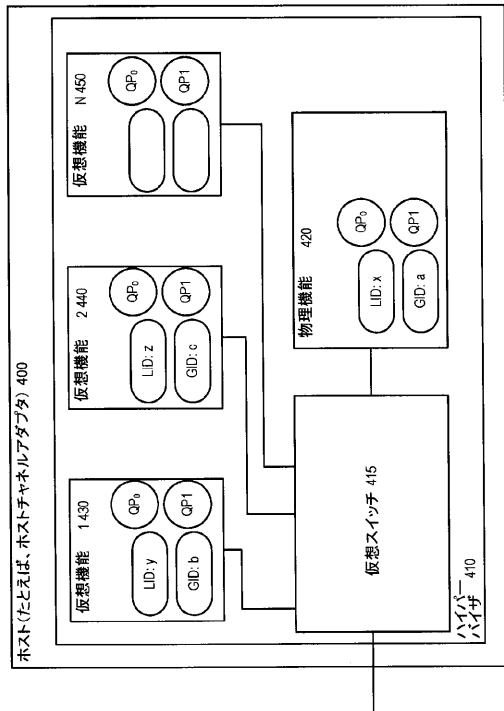 ホスト(たとえば、ホストチャネルアダプタ) 400
仮想機能 1 430
LID: y
QP₀
GID: b
QP1
仮想機能 2 440
LID: z
QP₀
GID: c
QP1
仮想機能 N 450
QP₀
QP1
仮想スイッチ 415
物理機能 420
LID: x
QP₀
GID: a
QP1
ハイパー
バイザ 410